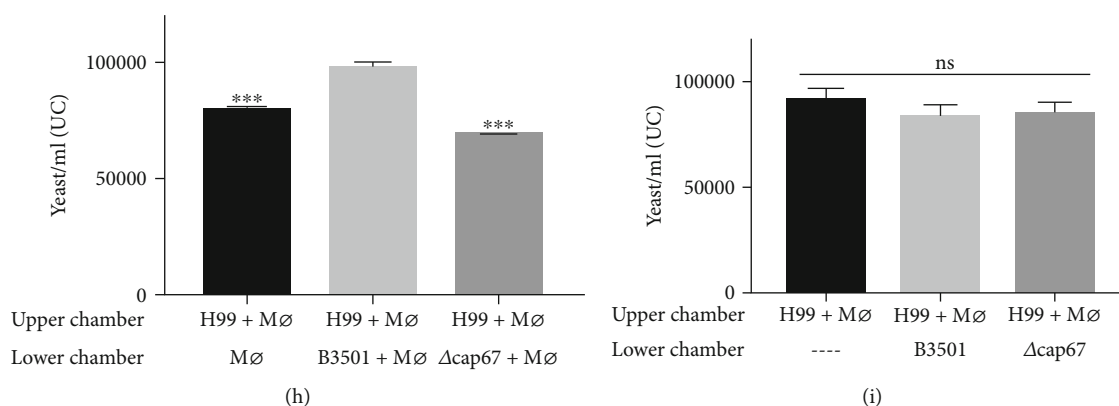 Yeast/ml (UC)
100000
50000
0
***
***
Upper chamber H99 + MØ H99 + MØ H99 + MØ
Lower chamber MØ B3501 + MØ Δcap67 + MØ
(h)
Yeast/ml (UC)
100000
50000
0
ns
Upper chamber H99 + MØ H99 + MØ H99 + MØ
Lower chamber ---- B3501 Δcap67
(i)